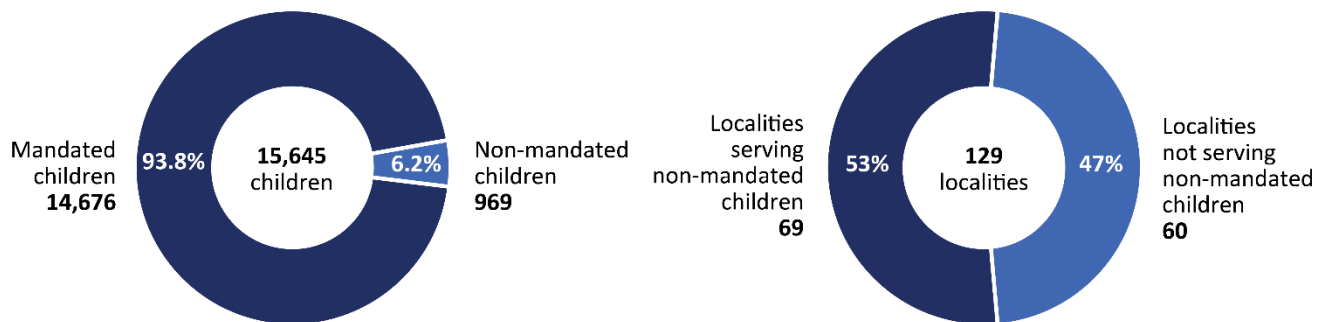 Mandated
children
14,676
93.8%
15,645
children
6.2%
Non-mandated
children
969
Localities
serving
non-mandated
children
69
53%
129
localities
47%
Localities
not serving
non-mandated
children
60